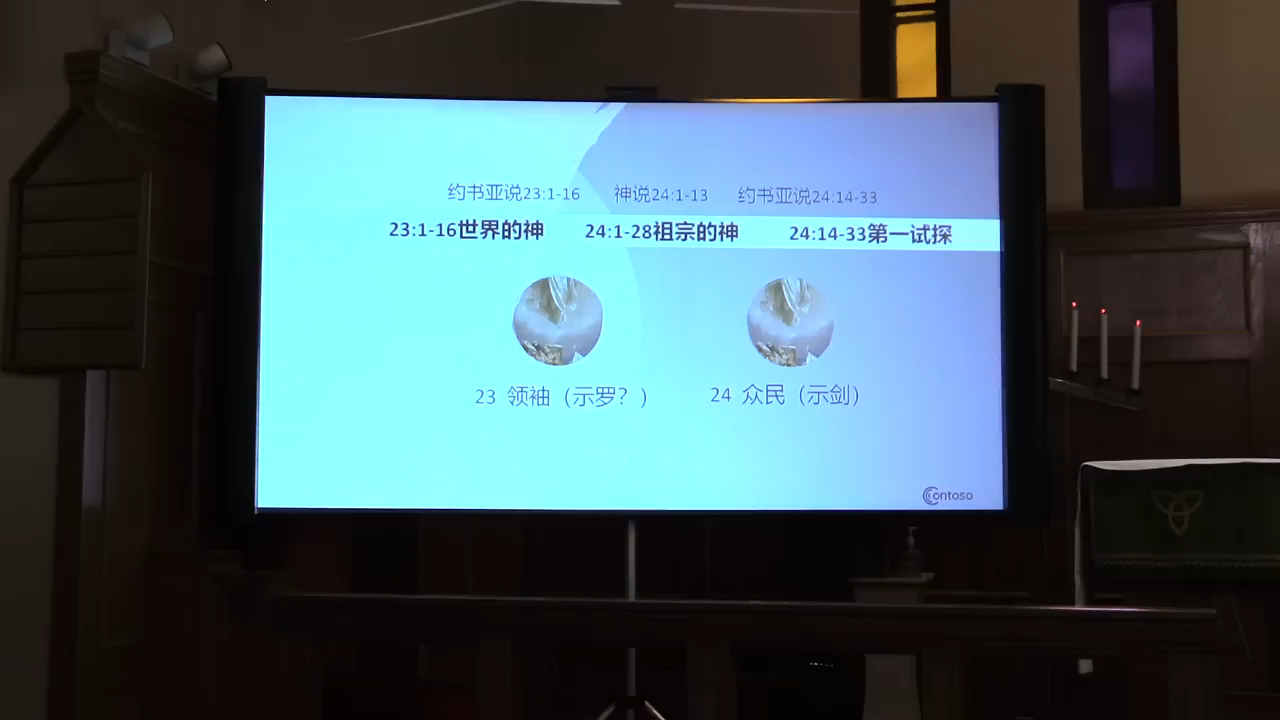 约书亚说23:1-16 神说24:1-13 约书亚说24:14-33
23:1-16世界的神 24:1-28祖宗的神 24:14-33第一试探
23 领袖（示罗？） 24 众民（示剑）
Contoso